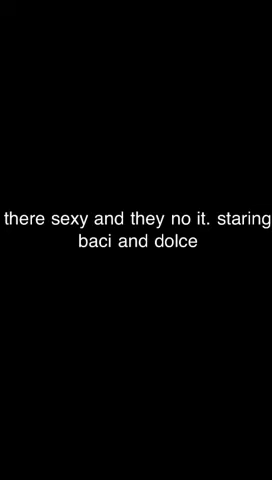 there sexy and they no it. staring
baci and dolce